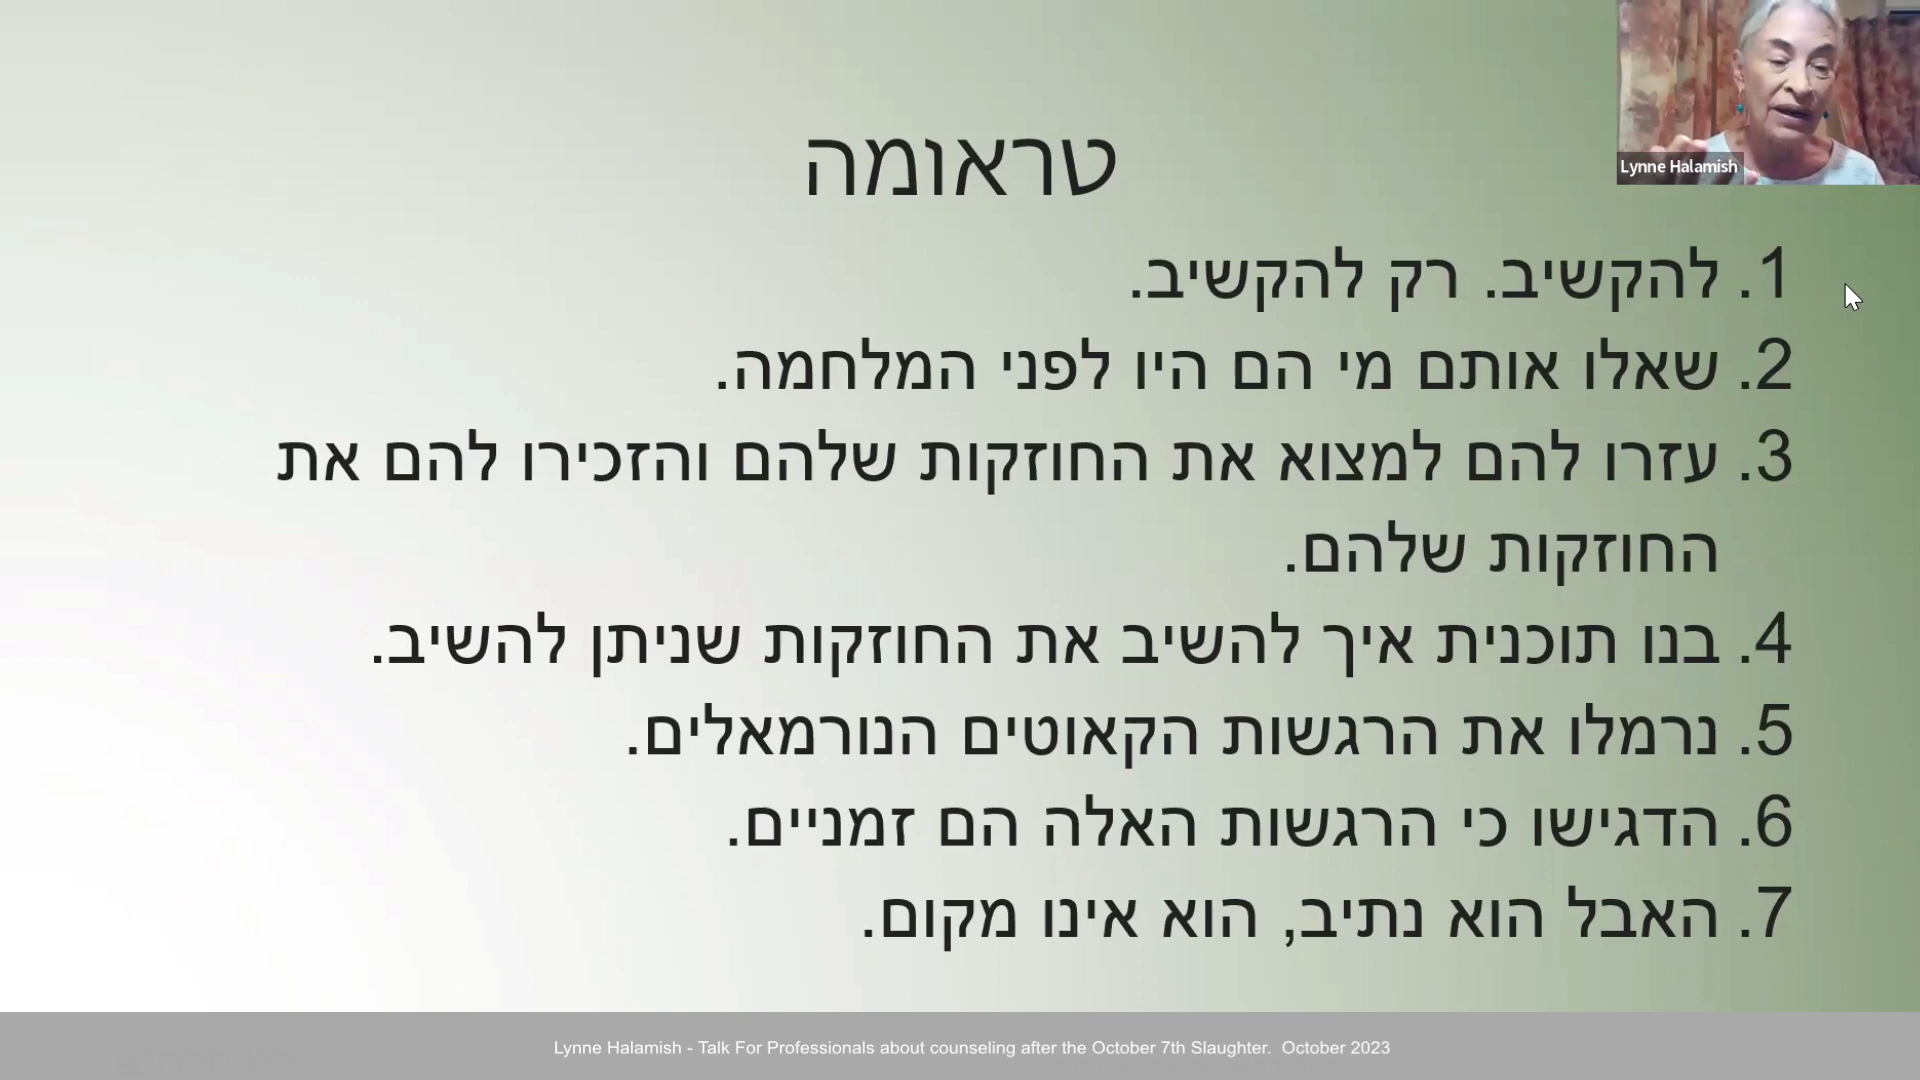 Lynne Halamish
טראומה
1. להקשיב. רק להקשיב.
2. שאלו אותם מי הם היו לפני המלחמה.
3. עזרו להם למצוא את החוזקות שלהם והזכירו להם את
החוזקות שלהם.
4. בנו תוכנית איך להשיב את החוזקות שניתן להשיב.
5. נרמלו את הרגשות הקאוטים הנורמאלים.
6. הדגישו כי הרגשות האלה הם זמניים.
7. האבל הוא נתיב, הוא אינו מקום.
Lynne Halamish - Talk For Professionals about counseling after the October 7th Slaughter.  October 2023